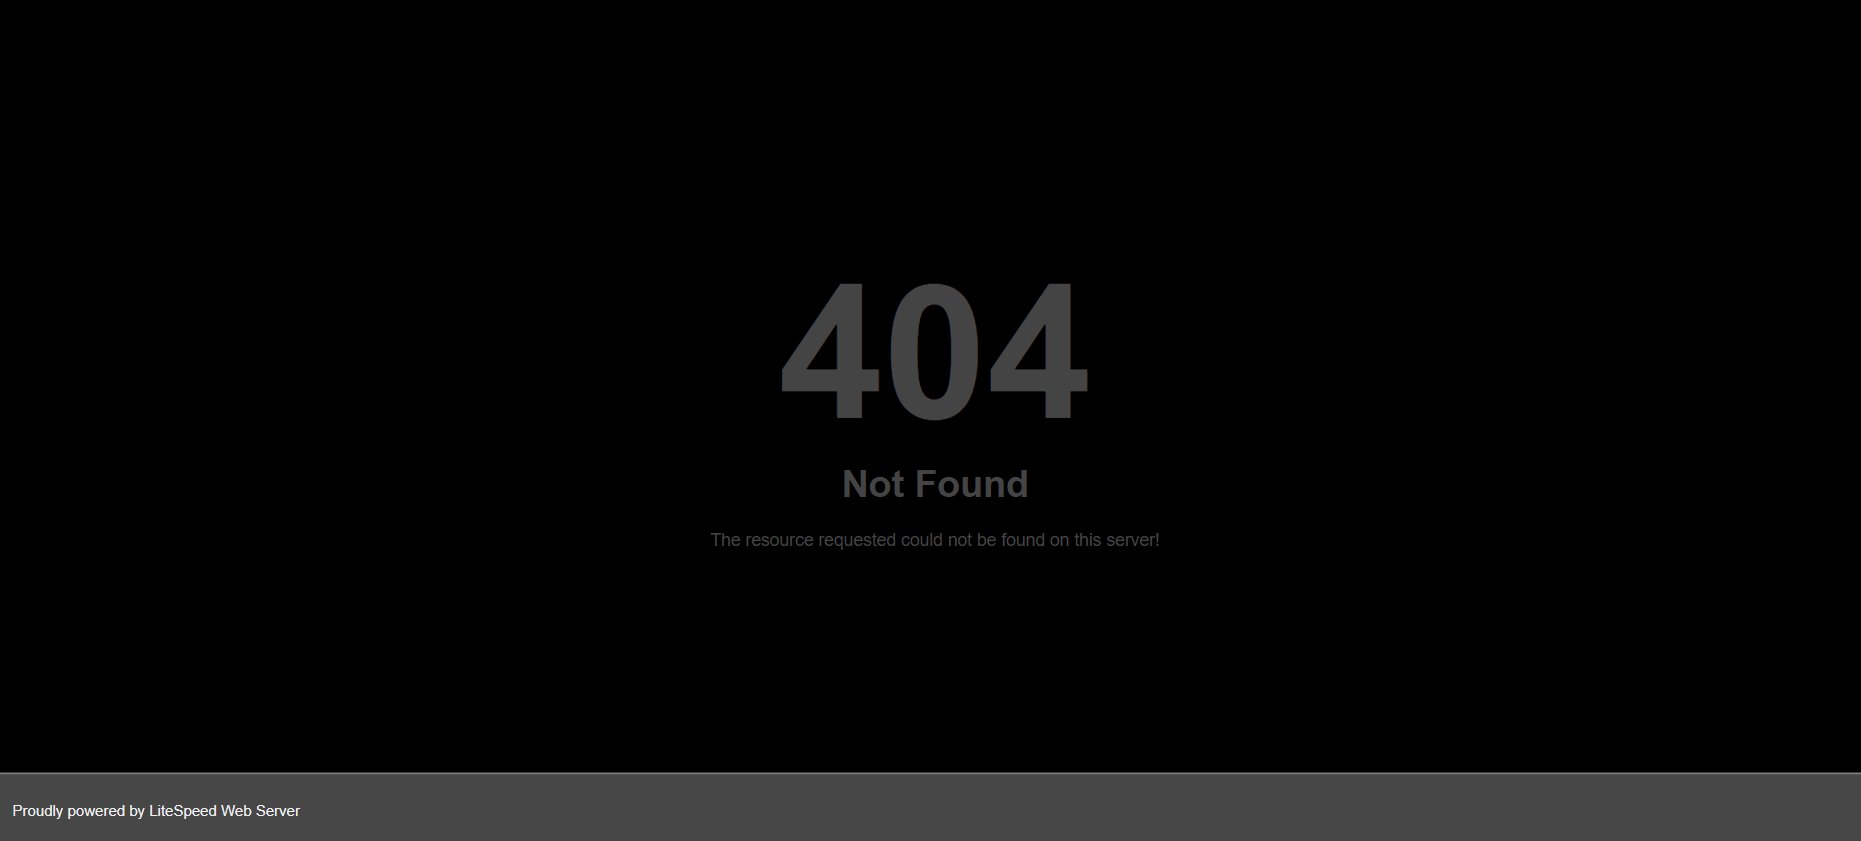 404
Not Found
The resource requested could not be found on this server!
Proudly powered by LiteSpeed Web Server